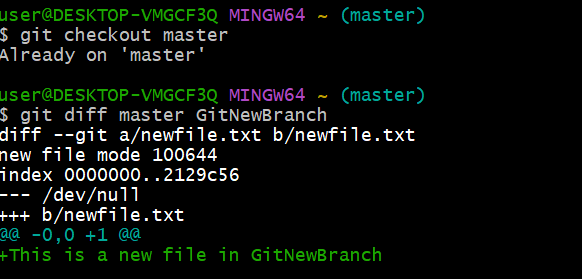 user@DESKTOP-VMGCF3Q MINGW64 ~ (master)
$ git checkout master
Already on 'master'
user@DESKTOP-VMGCF3Q MINGW64 ~ (master)
$ git diff master GitNewBranch
diff --git a/newfile.txt b/newfile.txt
new file mode 100644
index 0000000..2129c56
--- /dev/null
+++ b/newfile.txt
@@ -0,0 +1 @@
+This is a new file in GitNewBranch